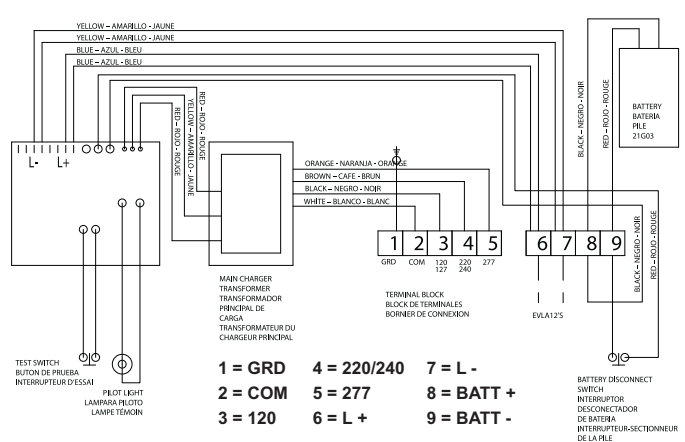 YELLOW – AMARILLO – JAUNE
YELLOW – AMARILLO – JAUNE
BLUE – AZUL - BLEU
BLUE – AZUL - BLEU
RED – ROJO - ROUGE
YELLOW – AMARILLO – JAUNE
RED – ROJO - ROUGE
BLACK – NEGRO - NOIR
RED – ROJO - ROUGE
BATTERY
BATERÍA
PILE
21G03
L-
L+
ORANGE - NARANJA - ORANGE
BROWN – CAFE - BRUN
BLACK – NEGRO - NOIR
WHITE – BLANCO - BLANC
1 2 3 4 5
GRD COM 120 220 277
127 240
6 7 8 9
BLACK – NEGRO - NOIR
RED – ROJO - ROUGE
MAIN CHARGER
TRANSFORMER
TRANSFORMADOR
PRINCIPAL DE
CARGA
TRANSFORMATEUR DU
CHARGEUR PRINCIPAL
TERMINAL BLOCK
BLOCK DE TERMINALES
BORNIER DE CONNEXION
EVLA12'S
TEST SWITCH
BUTON DE PRUEBA
INTERRUPTEUR D'ESSAI
PILOT LIGHT
LAMPARA PILOTO
LAMPE TÉMOIN
1 = GRD 4 = 220/240 7 = L -
2 = COM 5 = 277 8 = BATT +
3 = 120 6 = L + 9 = BATT -
BATTERY DISCONNECT
SWITCH
INTERRUPTOR
DESCONECTADOR
DE BATERIA
INTERRUPTEUR-SECTIONNEUR
DE LA PILE